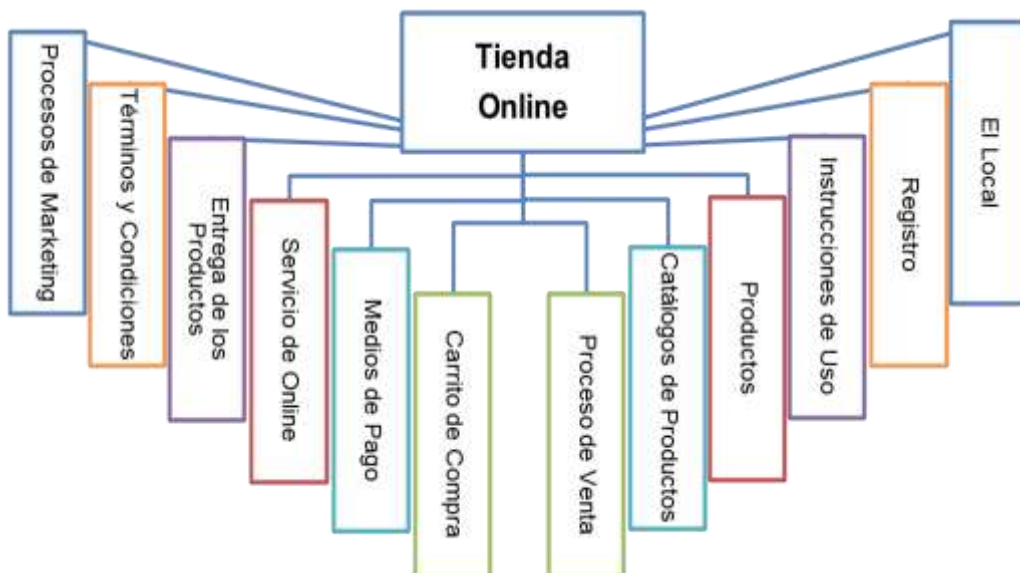 Tienda
Online
Procesos de Marketing
Términos y Condiciones
Entrega de los
Productos
Servicio de Online
Medios de Pago
Carrito de Compra
Proceso de Venta
Catálogos de Productos
Productos
Instrucciones de Uso
Registro
El Local